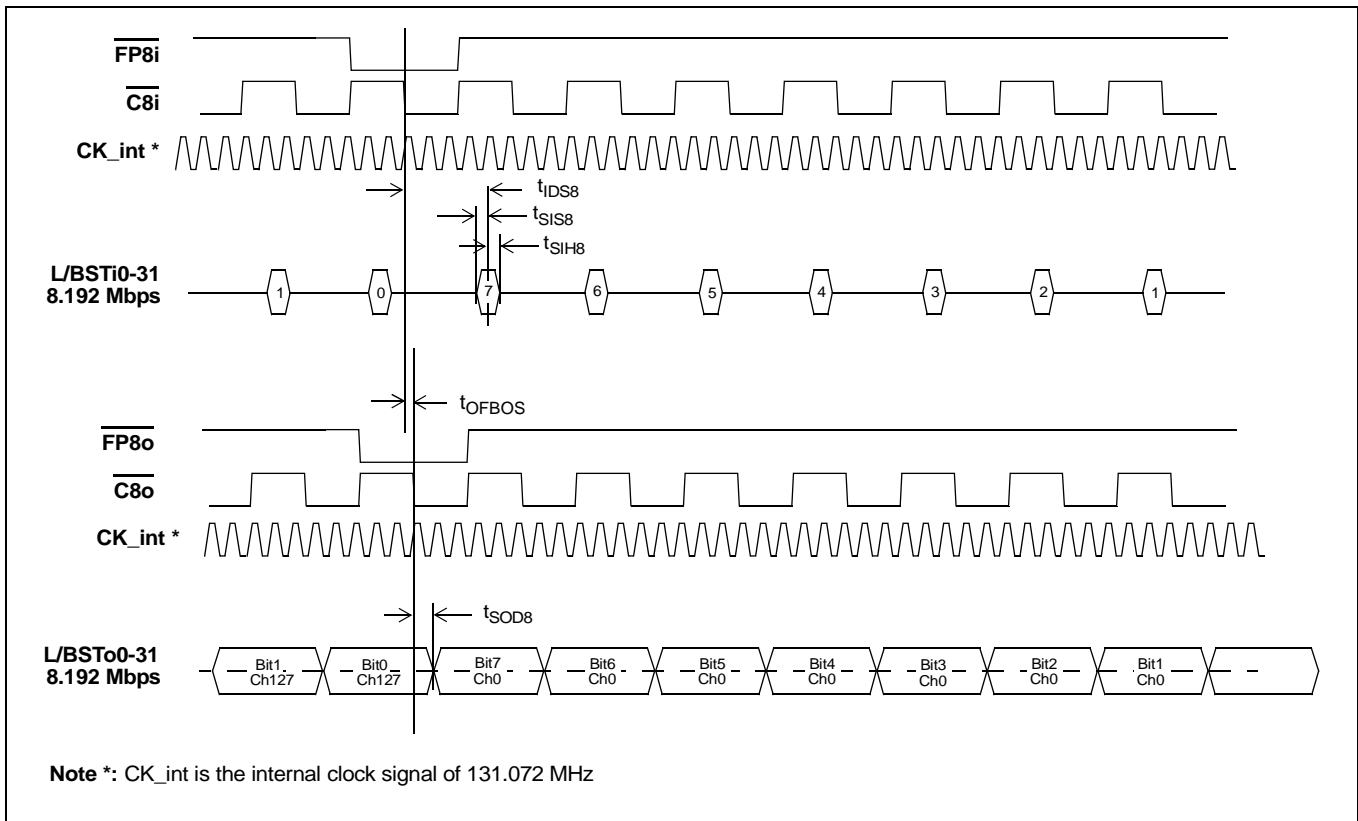 FP8i
C8i
CK_int *
tIDS8
tSIS8
tSIH8
L/BSTi0-31
8.192 Mbps
1 0 7 6 5 4 3 2 1
tOFBOS
FP8o
C8o
CK_int *
tSOD8
L/BSTo0-31
8.192 Mbps
Bit1 Bit0 Bit7 Bit6 Bit5 Bit4 Bit3 Bit2 Bit1
Ch127 Ch127 Ch0 Ch0 Ch0 Ch0 Ch0 Ch0 Ch0
Note *: CK_int is the internal clock signal of 131.072 MHz